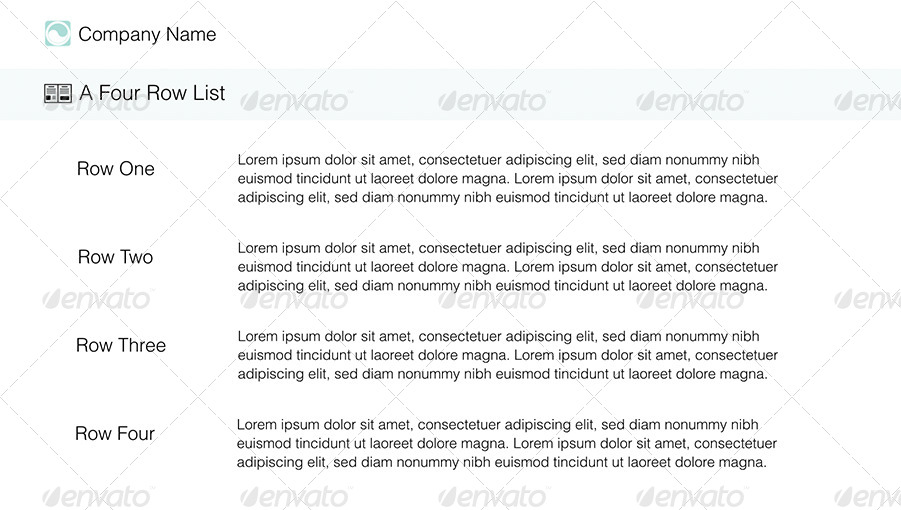 Company Name
A Four Row List
envato envato envato envato
Row One
Lorem ipsum dolor sit amet, consectetuer adipiscing elit, sed diam nonummy nibh
euismod tincidunt ut laoreet dolore magna. Lorem ipsum dolor sit amet, consectetuer
adipiscing elit, sed diam nonummy nibh euismod tincidunt ut laoreet dolore magna.
Row Two
Lorem ipsum dolor sit amet, consectetuer adipiscing elit, sed diam nonummy nibh
euismod tincidunt ut laoreet dolore magna. Lorem ipsum dolor sit amet, consectetuer
adipiscing elit, sed diam nonummy nibh euismod tincidunt ut laoreet dolore magna.
envato envato envato envato
Row Three
Lorem ipsum dolor sit amet, consectetuer adipiscing elit, sed diam nonummy nibh
euismod tincidunt ut laoreet dolore magna. Lorem ipsum dolor sit amet, consectetuer
adipiscing elit, sed diam nonummy nibh euismod tincidunt ut laoreet dolore magna.
Row Four
Lorem ipsum dolor sit amet, consectetuer adipiscing elit, sed diam nonummy nibh
euismod tincidunt ut laoreet dolore magna. Lorem ipsum dolor sit amet, consectetuer
adipiscing elit, sed diam nonummy nibh euismod tincidunt ut laoreet dolore magna.
envato envato envato envato